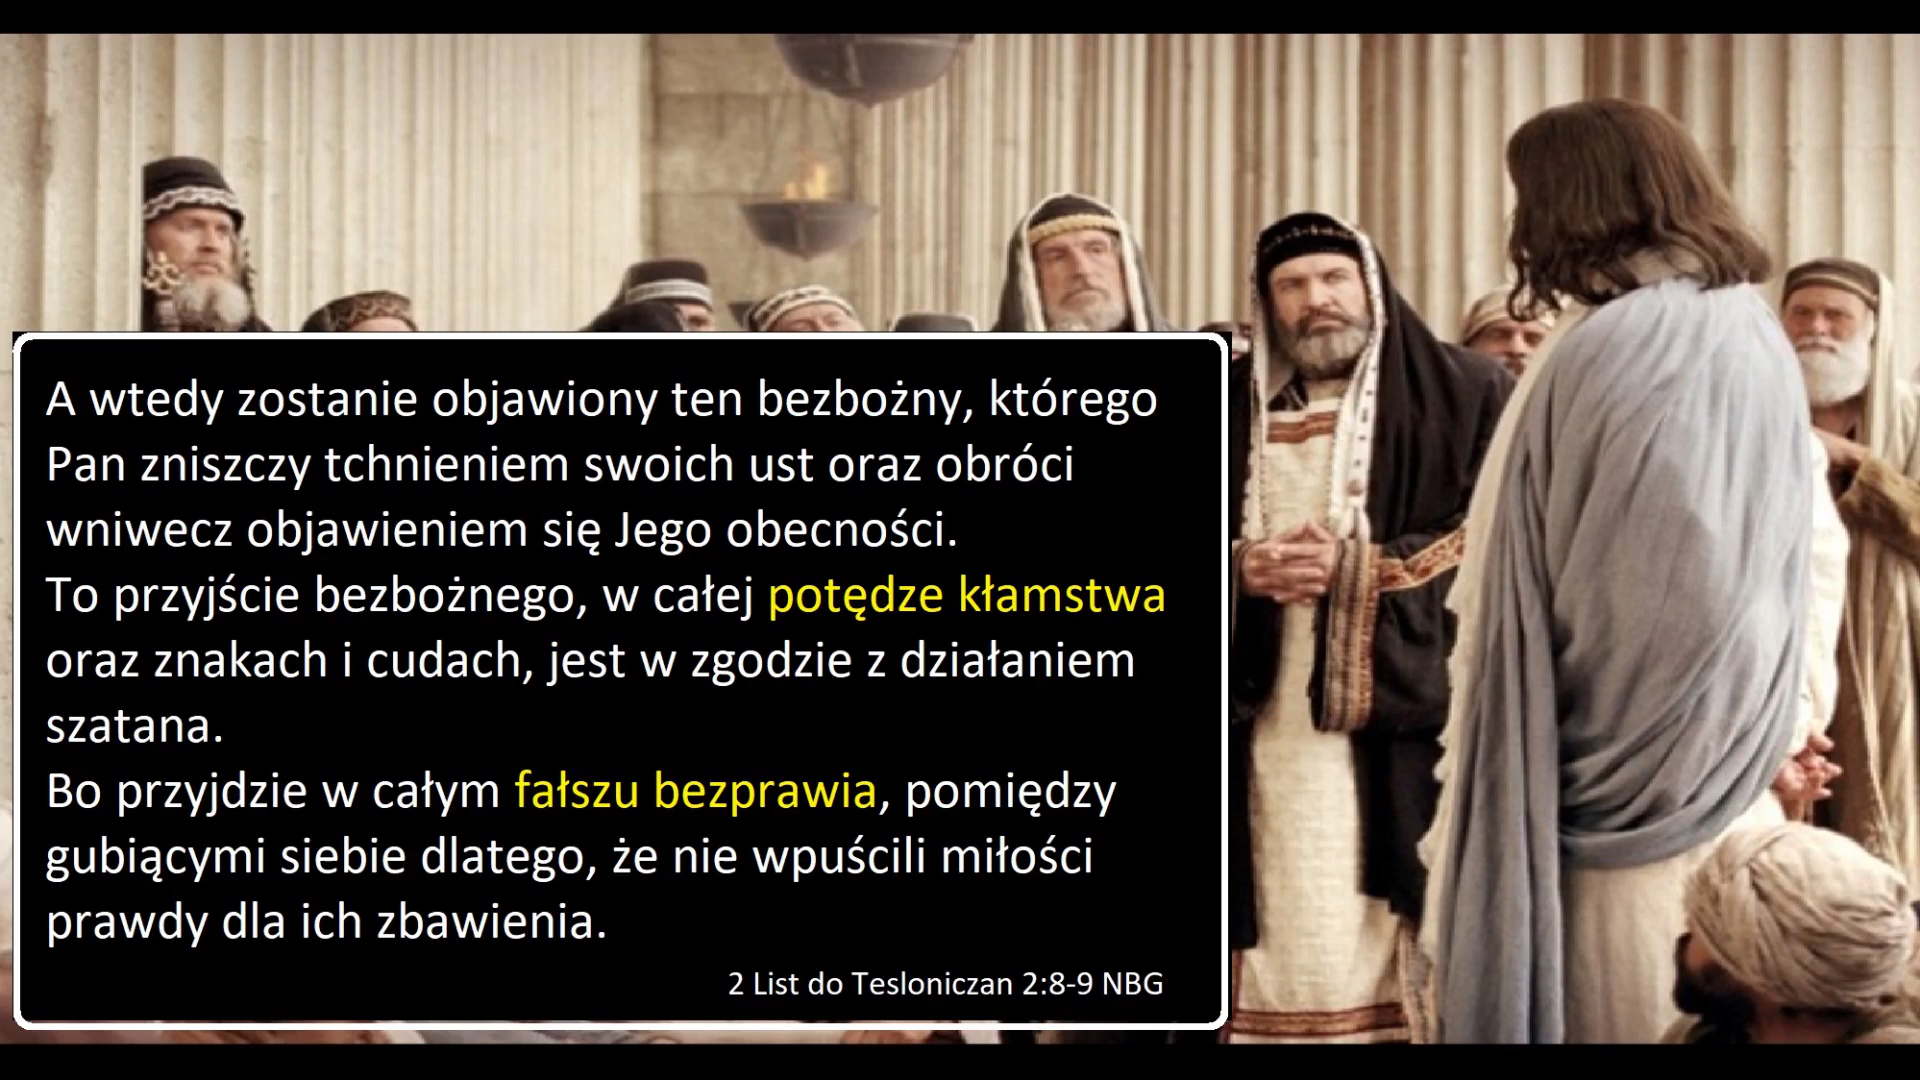 A wtedy zostanie objawiony ten bezbożny, którego
Pan zniszczy tchnieniem swoich ust oraz obróci
wniwecz objawieniem się Jego obecności.
To przyjście bezbożnego, w całej potędze kłamstwa
oraz znakach i cudach, jest w zgodzie z działaniem
szatana.
Bo przyjdzie w całym fałszu bezprawia, pomiędzy
gubiącymi siebie dlatego, że nie wpuścili miłości
prawdy dla ich zbawienia.
2 List do Tesloniczan 2:8-9 NBG